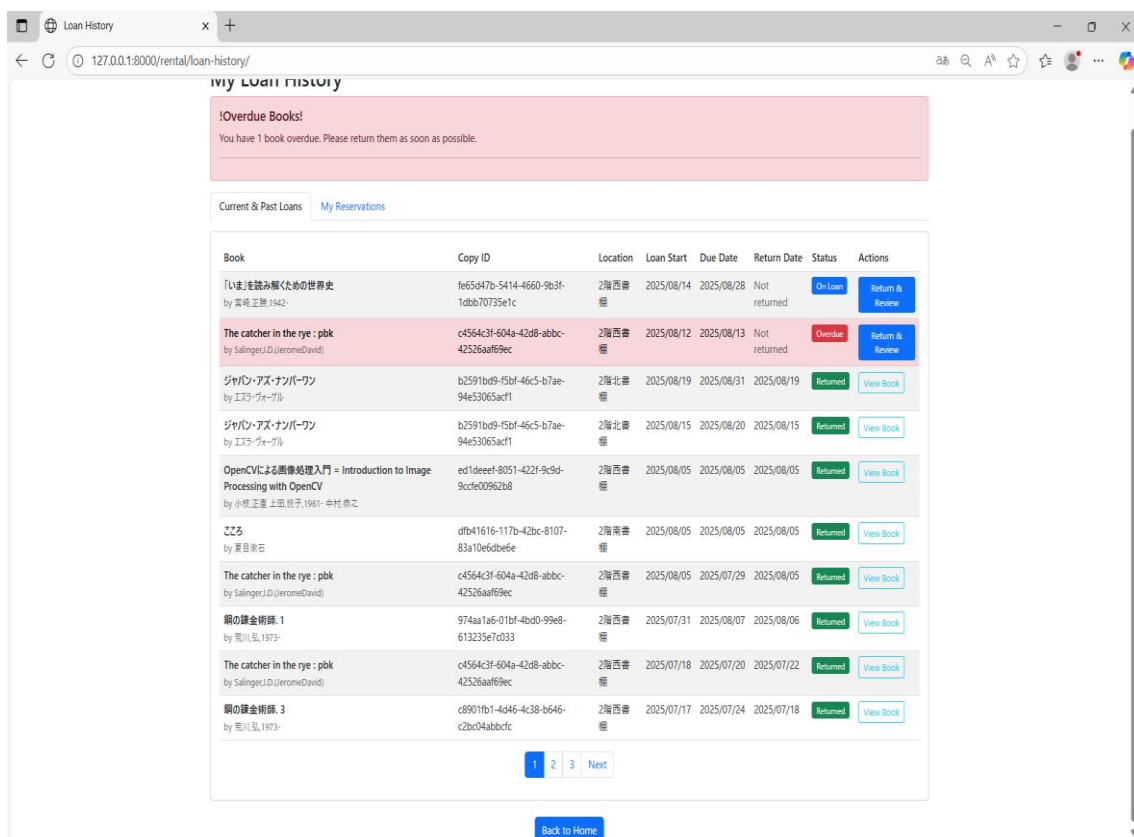 Loan History
127.0.0.1:8000/rental/loan-history/
My Loan History
!Overdue Books!
You have 1 book overdue. Please return them as soon as possible.
Current & Past Loans My Reservations
Book Copy ID Location Loan Start Due Date Return Date Status Actions
「いま」を読み解くための世界史 fe65d47b-5414-4660-9b3f- 2階西書 2025/08/14 2025/08/28 Not On Loan Return &
by 宮崎,正勝,1942- 1dbb70735e1c 棚 returned Review
The catcher in the rye : pbk c4564c3f-604a-42d8-abbc- 2階西書 2025/08/12 2025/08/13 Not Overdue Return &
by Salinger,J.D.(JeromeDavid) 42526aaf69ec 棚 returned Review
ジャパン・アズ・ナンバーワン b2591bd9-f5bf-46c5-b7ae- 2階北書 2025/08/19 2025/08/31 2025/08/19 Returned View Book
by エズラ・ヴォーゲル 94e53065acf1 棚
ジャパン・アズ・ナンバーワン b2591bd9-f5bf-46c5-b7ae- 2階北書 2025/08/15 2025/08/20 2025/08/15 Returned View Book
by エズラ・ヴォーゲル 94e53065acf1 棚
OpenCVによる画像処理入門 = Introduction to Image ed1deeef-8051-422f-9c9d- 2階西書 2025/08/05 2025/08/05 2025/08/05 Returned View Book
Processing with OpenCV 9ccfe00962b8 棚
by 小枝,正直 上田,悦子,1961- 中村,恭之
こころ dfb41616-117b-42bc-8107- 2階南書 2025/08/05 2025/08/05 2025/08/05 Returned View Book
by 夏目漱石 83a10e6dbe6e 棚
The catcher in the rye : pbk c4564c3f-604a-42d8-abbc- 2階西書 2025/08/05 2025/07/29 2025/08/05 Returned View Book
by Salinger,J.D.(JeromeDavid) 42526aaf69ec 棚
鋼の錬金術師. 1 974aa1a6-01bf-4bd0-99e8- 2階西書 2025/07/31 2025/08/07 2025/08/06 Returned View Book
by 荒川,弘,1973- 613235e7c033 棚
The catcher in the rye : pbk c4564c3f-604a-42d8-abbc- 2階西書 2025/07/18 2025/07/20 2025/07/22 Returned View Book
by Salinger,J.D.(JeromeDavid) 42526aaf69ec 棚
鋼の錬金術師. 3 c8901fb1-4d46-4c38-b646- 2階西書 2025/07/17 2025/07/24 2025/07/18 Returned View Book
by 荒川,弘,1973- c2bc04abbcfc 棚
1 2 3 Next
Back to Home